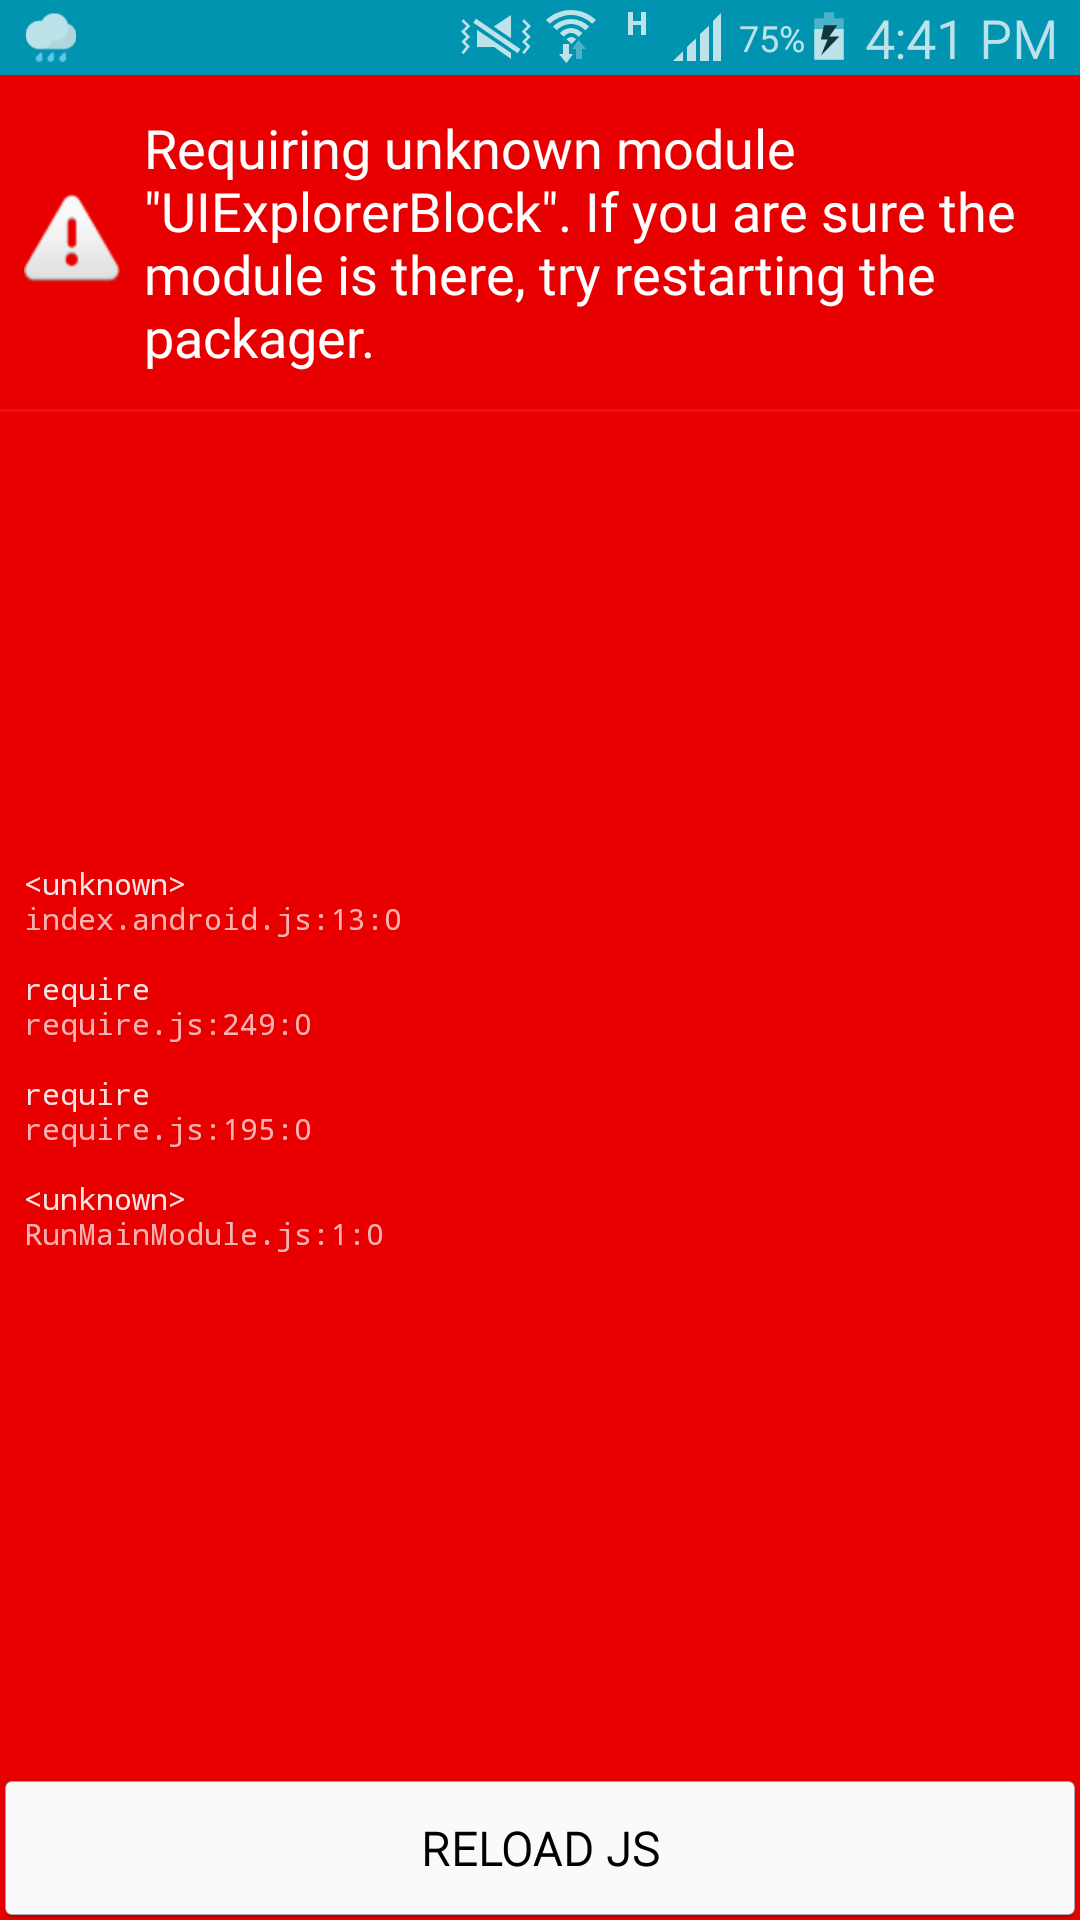 H 75% 4:41 PM
Requiring unknown module
"UIExplorerBlock". If you are sure the
module is there, try restarting the
packager.
<unknown>
index.android.js:13:0
require
require.js:249:0
require
require.js:195:0
<unknown>
RunMainModule.js:1:0
RELOAD JS